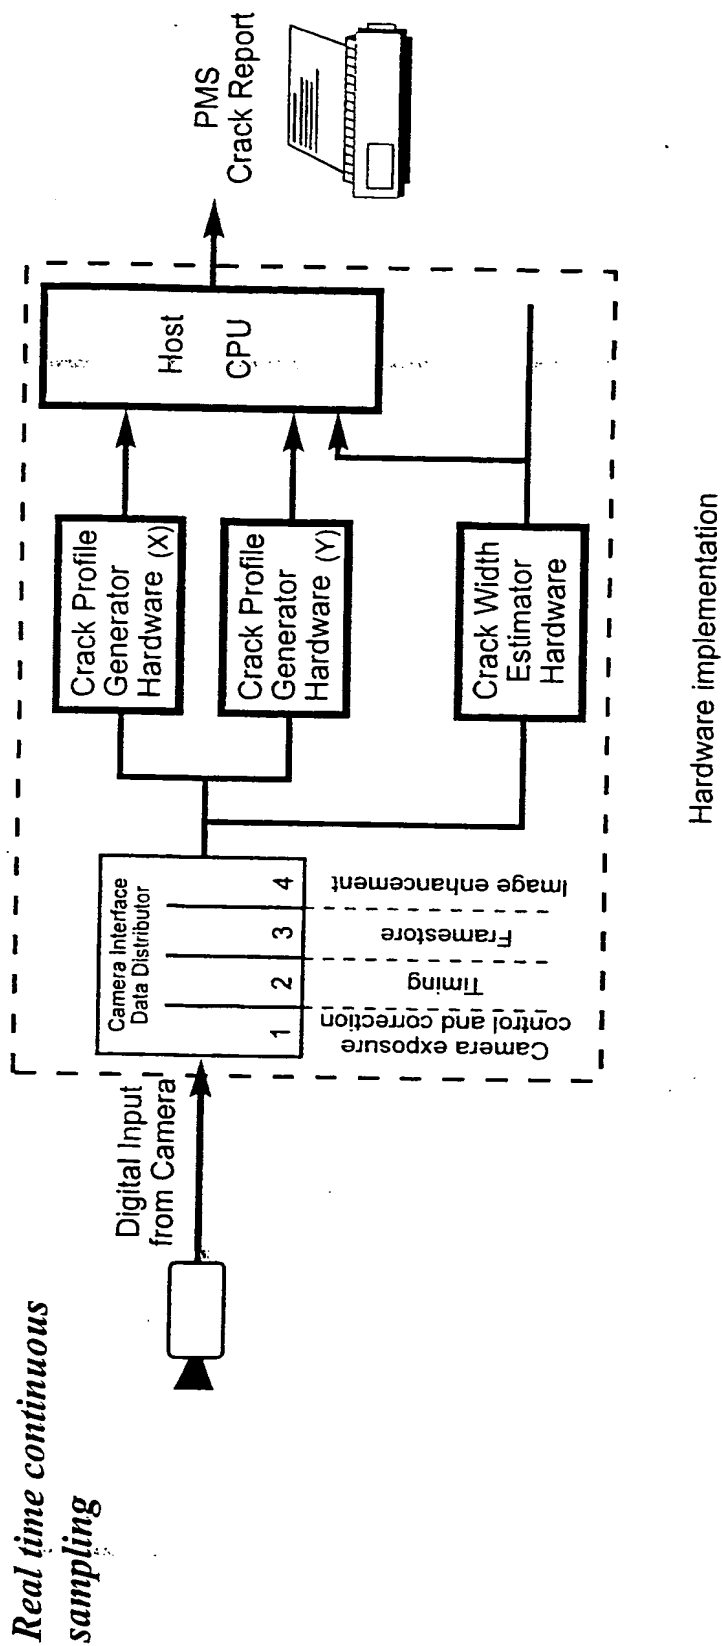 Real time continuous
sampling
Digital Input
from Camera
Camera Interface
Data Distributor
1 2 3 4
Camera exposure
control and correction
Timing
Framestore
Image enhancement
Crack Profile
Generator
Hardware (X)
Crack Profile
Generator
Hardware (Y)
Crack Width
Estimator
Hardware
Host
CPU
PMS
Crack Report
Hardware implementation